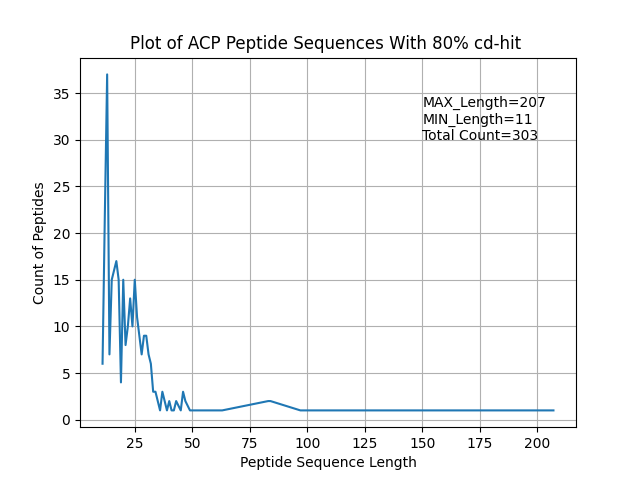 Plot of ACP Peptide Sequences With 80% cd-hit
MAX_Length=207
MIN_Length=11
Total Count=303
Count of Peptides
35
30
25
20
15
10
5
0
25
50
75
100
125
150
175
200
Peptide Sequence Length